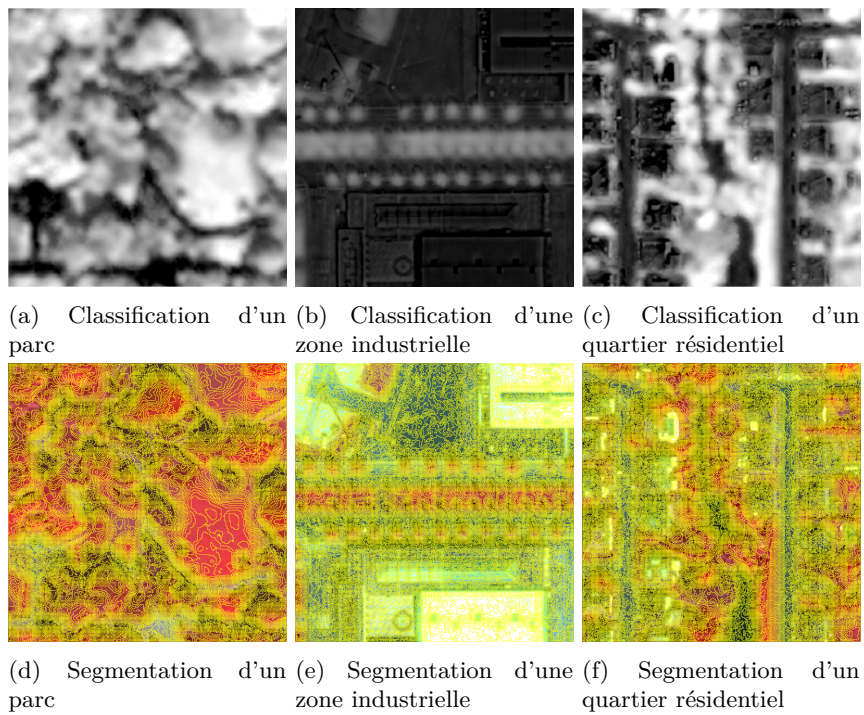 (a) Classification d'un parc
(b) Classification d'une zone industrielle
(c) Classification d'un quartier résidentiel
(d) Segmentation d'un parc
(e) Segmentation d'une zone industrielle
(f) Segmentation d'un quartier résidentiel